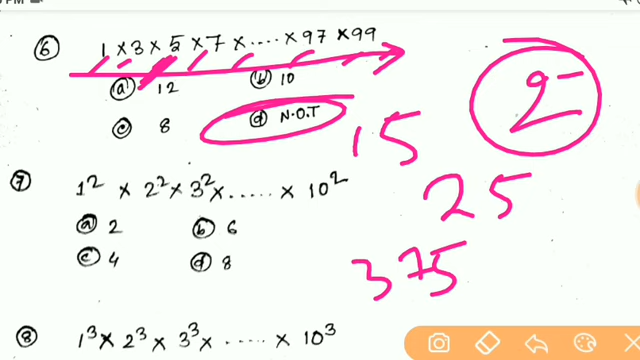 PM
⑥ 1 × 3 × 5 × 7 × ..... × 97 × 99
ⓐ 12 ⓑ 10
ⓒ 8 ⓓ N.O.T
15
25
375
2
⑦ 1² × 2² × 3² × ..... × 10²
ⓐ 2 ⓑ 6
ⓒ 4 ⓓ 8
⑧ 1³ × 2³ × 3³ × ..... × 10³